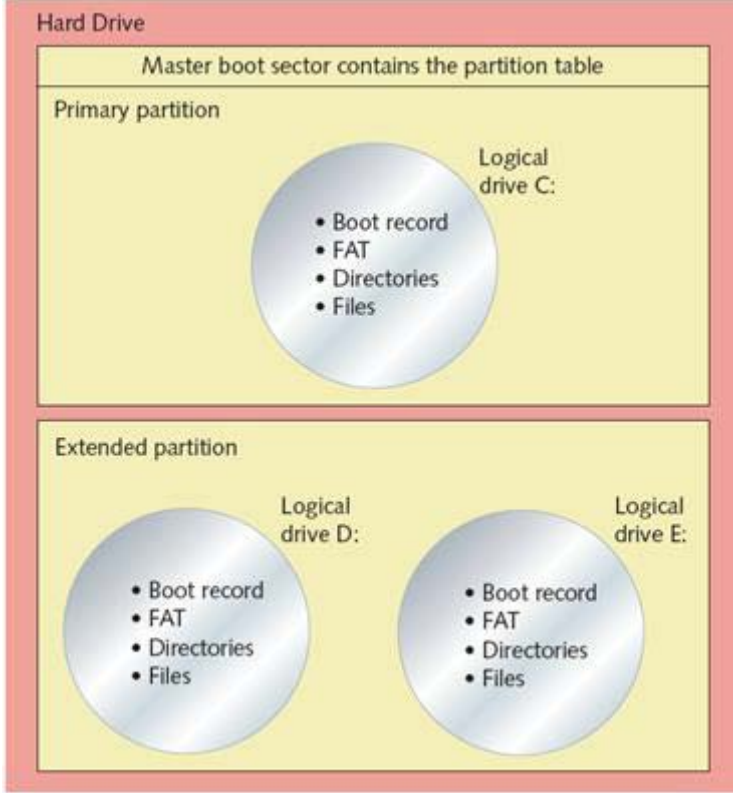 Hard Drive
Master boot sector contains the partition table
Primary partition
Logical
drive C:
• Boot record
• FAT
• Directories
• Files
Extended partition
Logical
drive D:
• Boot record
• FAT
• Directories
• Files
Logical
drive E:
• Boot record
• FAT
• Directories
• Files